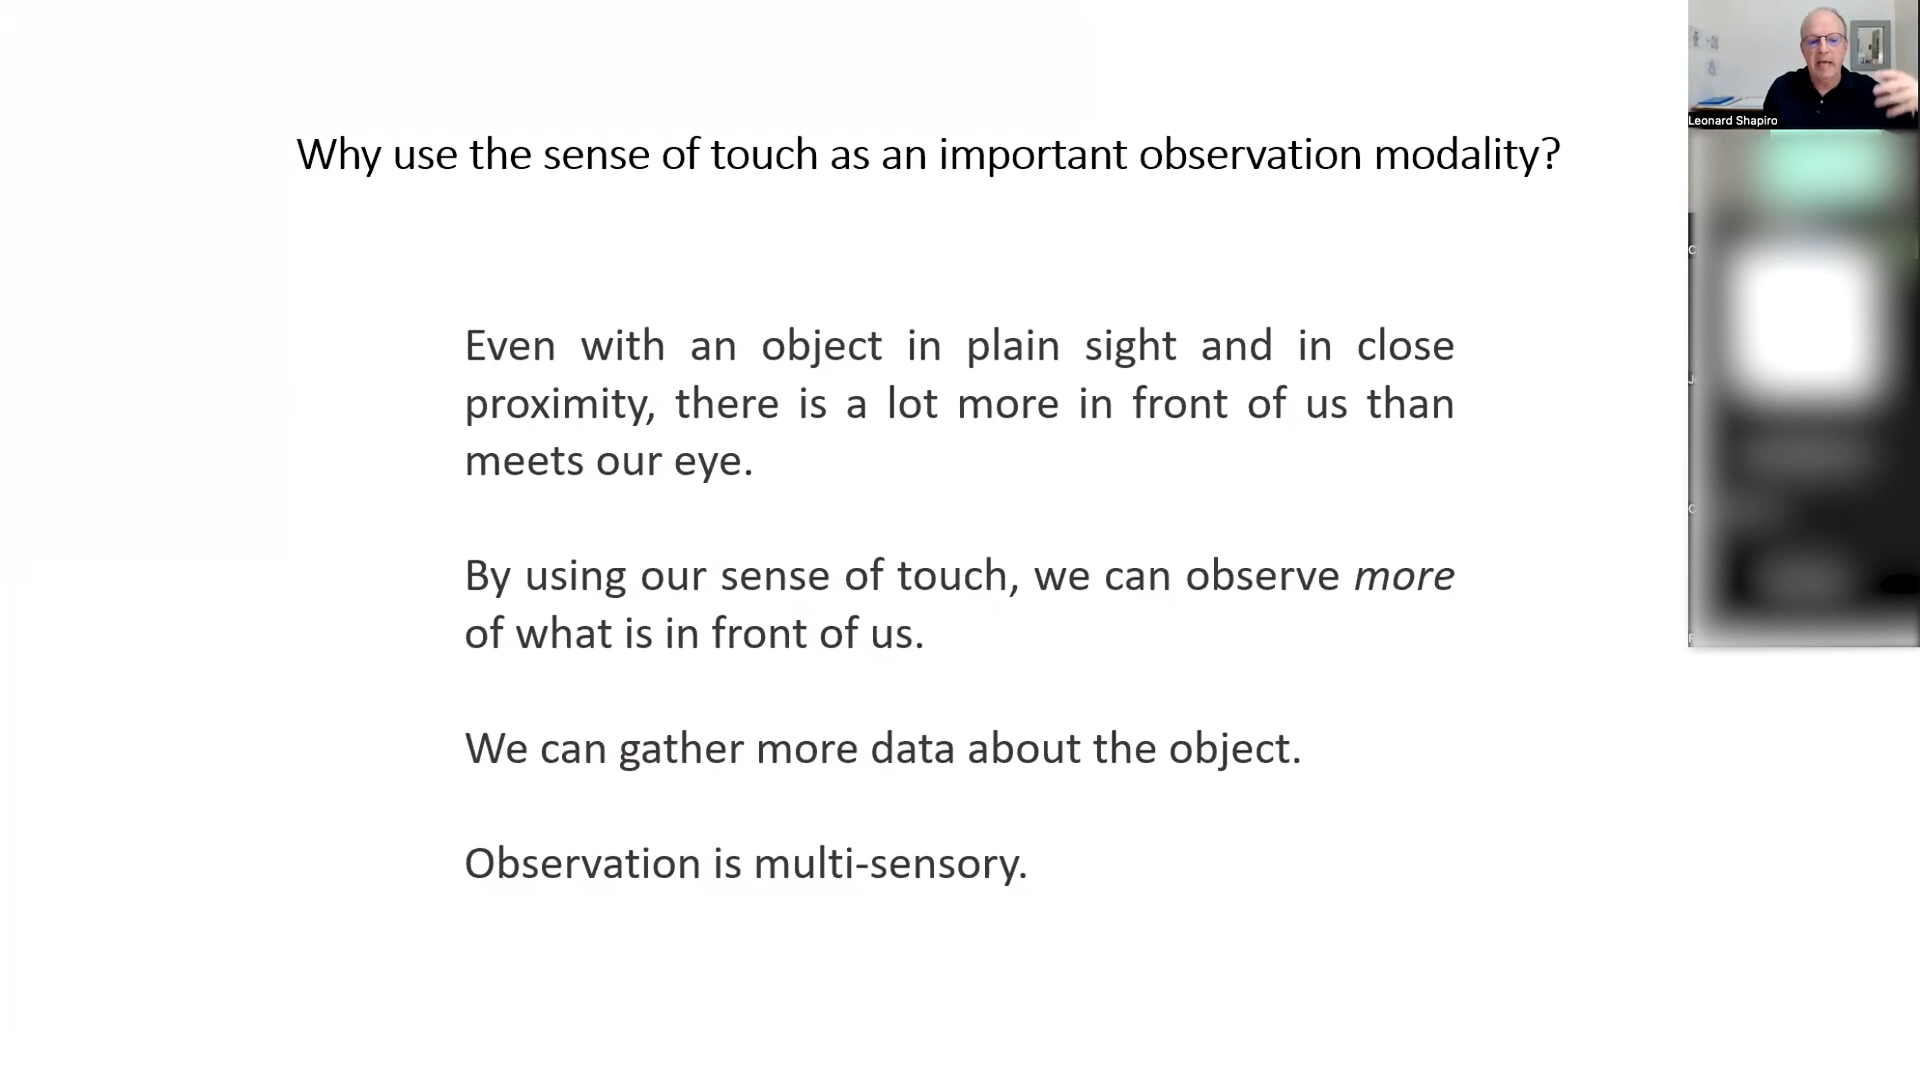 Why use the sense of touch as an important observation modality?
Even with an object in plain sight and in close
proximity, there is a lot more in front of us than
meets our eye.
By using our sense of touch, we can observe more
of what is in front of us.
We can gather more data about the object.
Observation is multi-sensory.
Leonard Shapiro